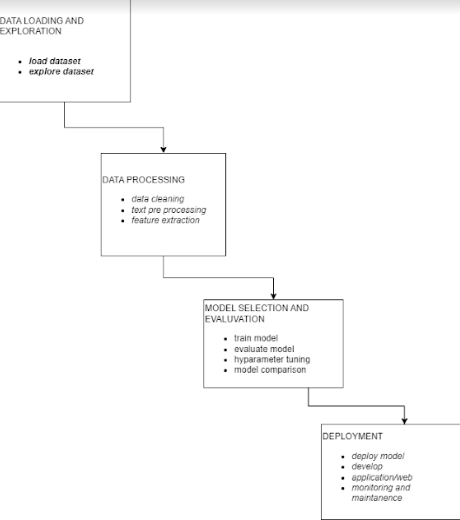 DATA LOADING AND
EXPLORATION
load dataset
explore dataset
DATA PROCESSING
data cleaning
text pre processing
feature extraction
MODEL SELECTION AND
EVALUVATION
train model
evaluate model
hyparameter tuning
model comparison
DEPLOYMENT
deploy model
develop
application/web
monitoring and
maintanence